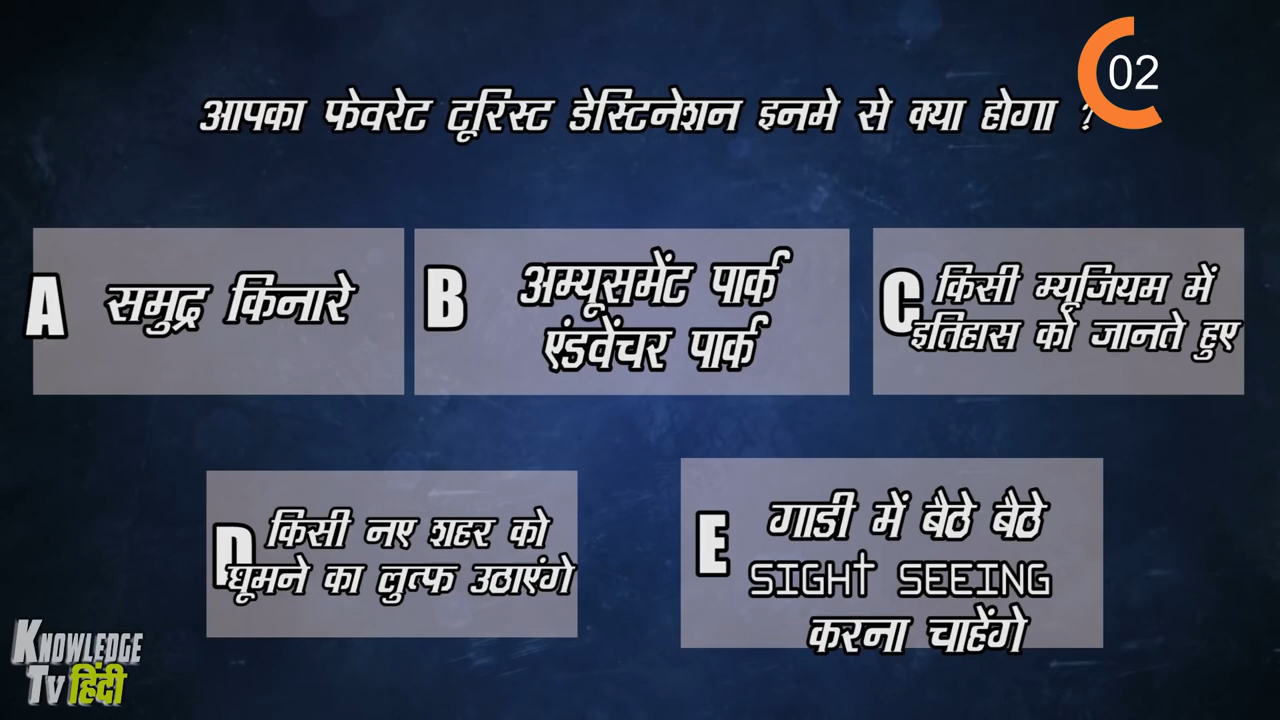 02
आपका फेवरेट टूरिस्ट डेस्टिनेशन इनमे से क्या होगा ?
A
समुद्र किनारे
B
अम्यूसमेंट पार्क
एंडवेंचर पार्क
C
किसी म्यूजियम में
इतिहास को जानते हुए
D
किसी नए शहर को
घूमने का लुत्फ उठाएंगे
E
गाडी में बैठे बैठे
SIGHT SEEING
करना चाहेंगे
KNOWLEDGE
TV हिंदी